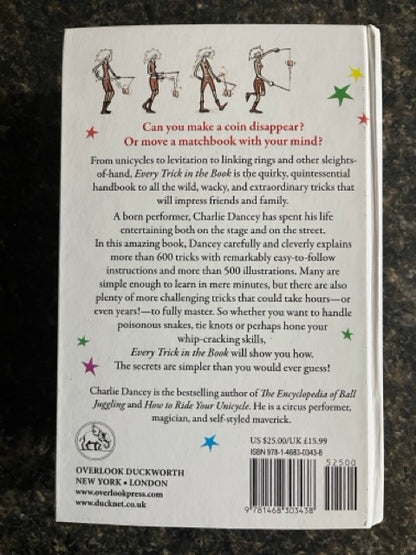 Can you make a coin disappear?
Or move a matchbook with your mind?
From unicycles to levitation to linking rings and other sleights-
of-hand, Every Trick in the Book is the quirky, quintessential
handbook to all the wild, wacky, and extraordinary tricks that
will impress friends and family.
A born performer, Charlie Dancey has spent his life
entertaining both on the stage and on the street.
In this amazing book, Dancey carefully and cleverly explains
more than 600 tricks with remarkably easy-to-follow
instructions and more than 500 illustrations. Many are
simple enough to learn in mere minutes, but there are also
plenty of more challenging tricks that could take hours—or
even years!—to fully master. So whether you want to handle
poisonous snakes, tie knots or perhaps hone your
whip-cracking skills,
Every Trick in the Book will show you how.
The secrets are simpler than you would ever guess!
Charlie Dancey is the bestselling author of The Encyclopedia of Ball
Juggling and How to Ride Your Unicycle. He is a circus performer,
magician, and self-styled maverick.
US $25.00/UK £15.99
ISBN 978-1-4683-0343-8
52500
9 781468 303438
OVERLOOK DUCKWORTH
NEW YORK • LONDON
www.overlookpress.com
www.ducknet.co.uk